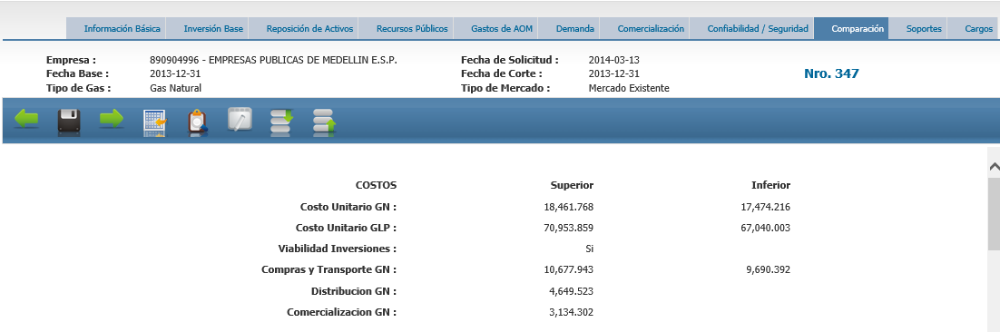 Información Básica Inversión Base Reposición de Activos Recursos Públicos Gastos de AOM Demanda Comercialización Confiabilidad / Seguridad Comparación Soportes Cargos
Empresa : 890904996 - EMPRESAS PUBLICAS DE MEDELLIN E.S.P. Fecha de Solicitud : 2014-03-13
Fecha Base : 2013-12-31 Fecha de Corte : 2013-12-31 Nro. 347
Tipo de Gas : Gas Natural Tipo de Mercado : Mercado Existente
COSTOS Superior Inferior
Costo Unitario GN : 18,461.768 17,474.216
Costo Unitario GLP : 70,953.859 67,040.003
Viabilidad Inversiones : Si
Compras y Transporte GN : 10,677.943 9,690.392
Distribucion GN : 4,649.523
Comercializacion GN : 3,134.302